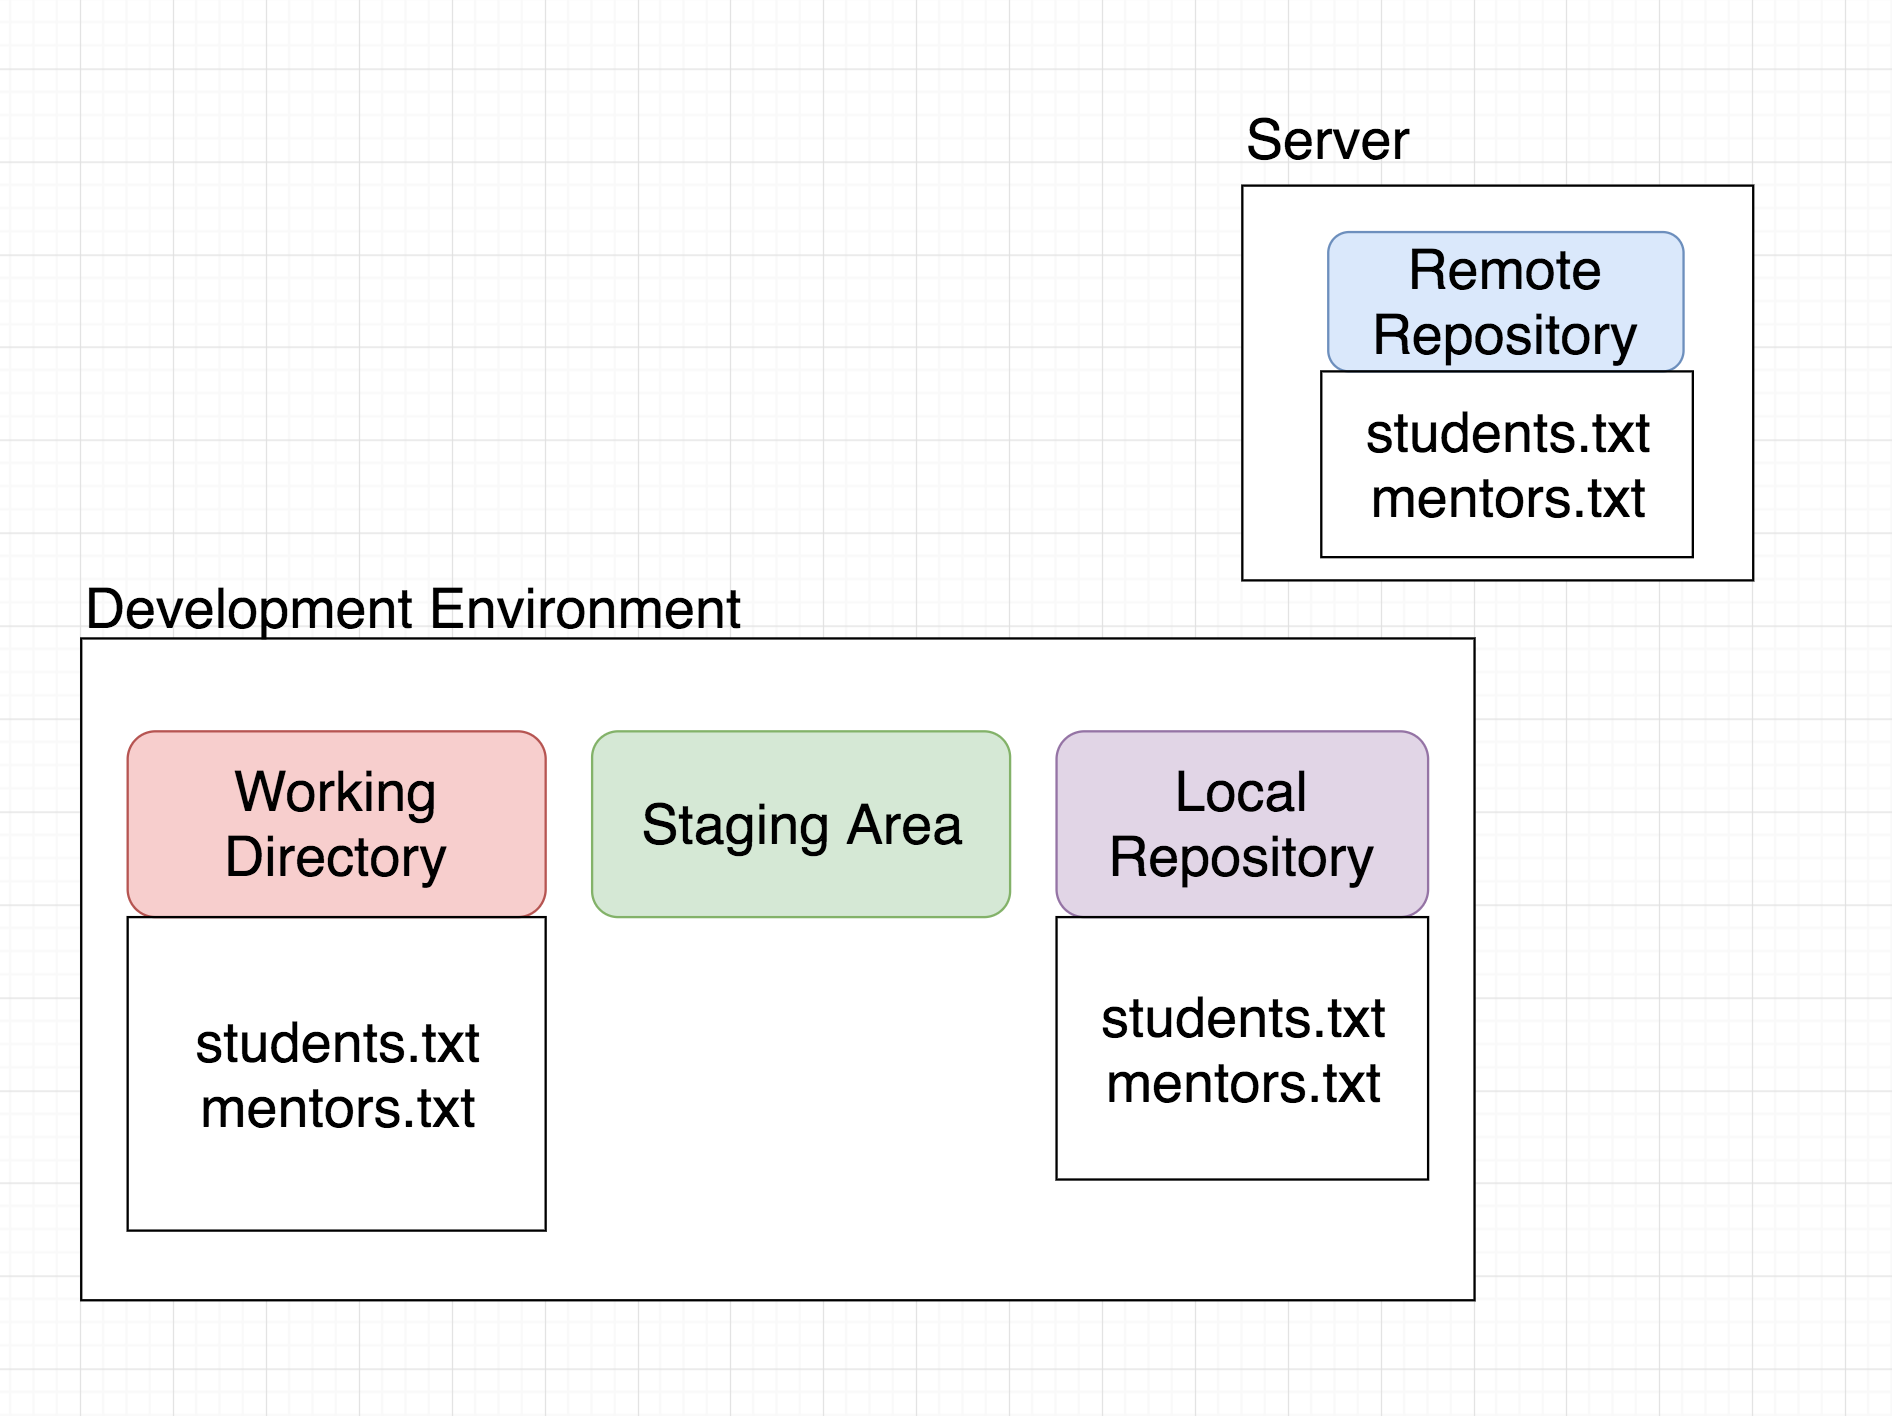 Server
Remote
Repository
students.txt
mentors.txt
Development Environment
Working
Directory
students.txt
mentors.txt
Staging Area
Local
Repository
students.txt
mentors.txt